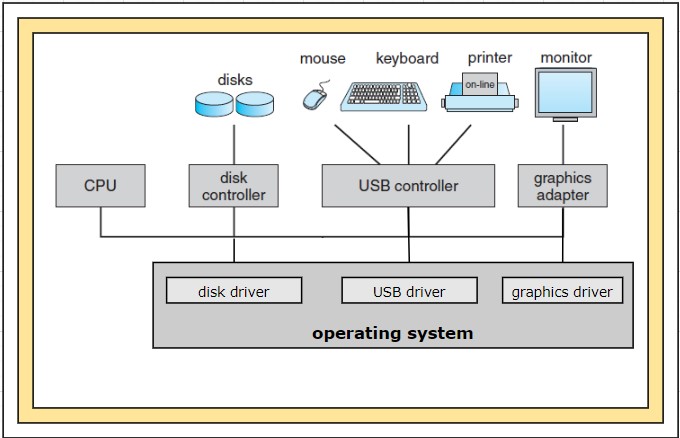 mouse keyboard printer monitor
disks
on-line
CPU
disk
controller
USB controller
graphics
adapter
disk driver
USB driver
graphics driver
operating system